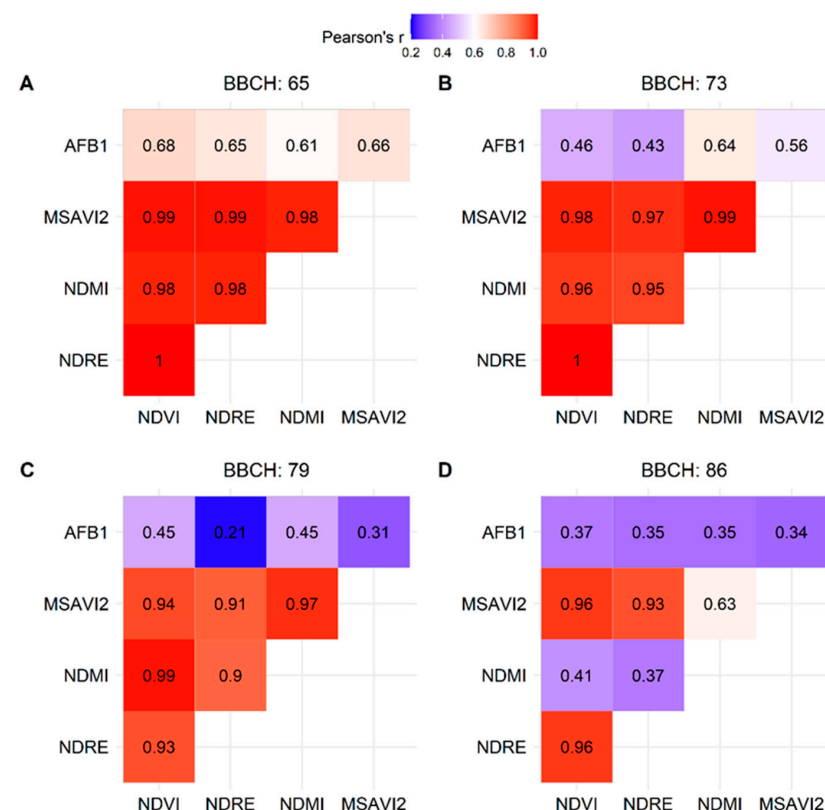 Pearson's r
0.2 0.4 0.6 0.8 1.0
A BBCH: 65
AFB1 0.68 0.65 0.61 0.66
MSAVI2 0.99 0.99 0.98
NDMI 0.98 0.98
NDRE 1
NDVI NDRE NDMI MSAVI2
B BBCH: 73
AFB1 0.46 0.43 0.64 0.56
MSAVI2 0.98 0.97 0.99
NDMI 0.96 0.95
NDRE 1
NDVI NDRE NDMI MSAVI2
C BBCH: 79
AFB1 0.45 0.21 0.45 0.31
MSAVI2 0.94 0.91 0.97
NDMI 0.99 0.9
NDRE 0.93
NDVI NDRE NDMI MSAVI2
D BBCH: 86
AFB1 0.37 0.35 0.35 0.34
MSAVI2 0.96 0.93 0.63
NDMI 0.41 0.37
NDRE 0.96
NDVI NDRE NDMI MSAVI2